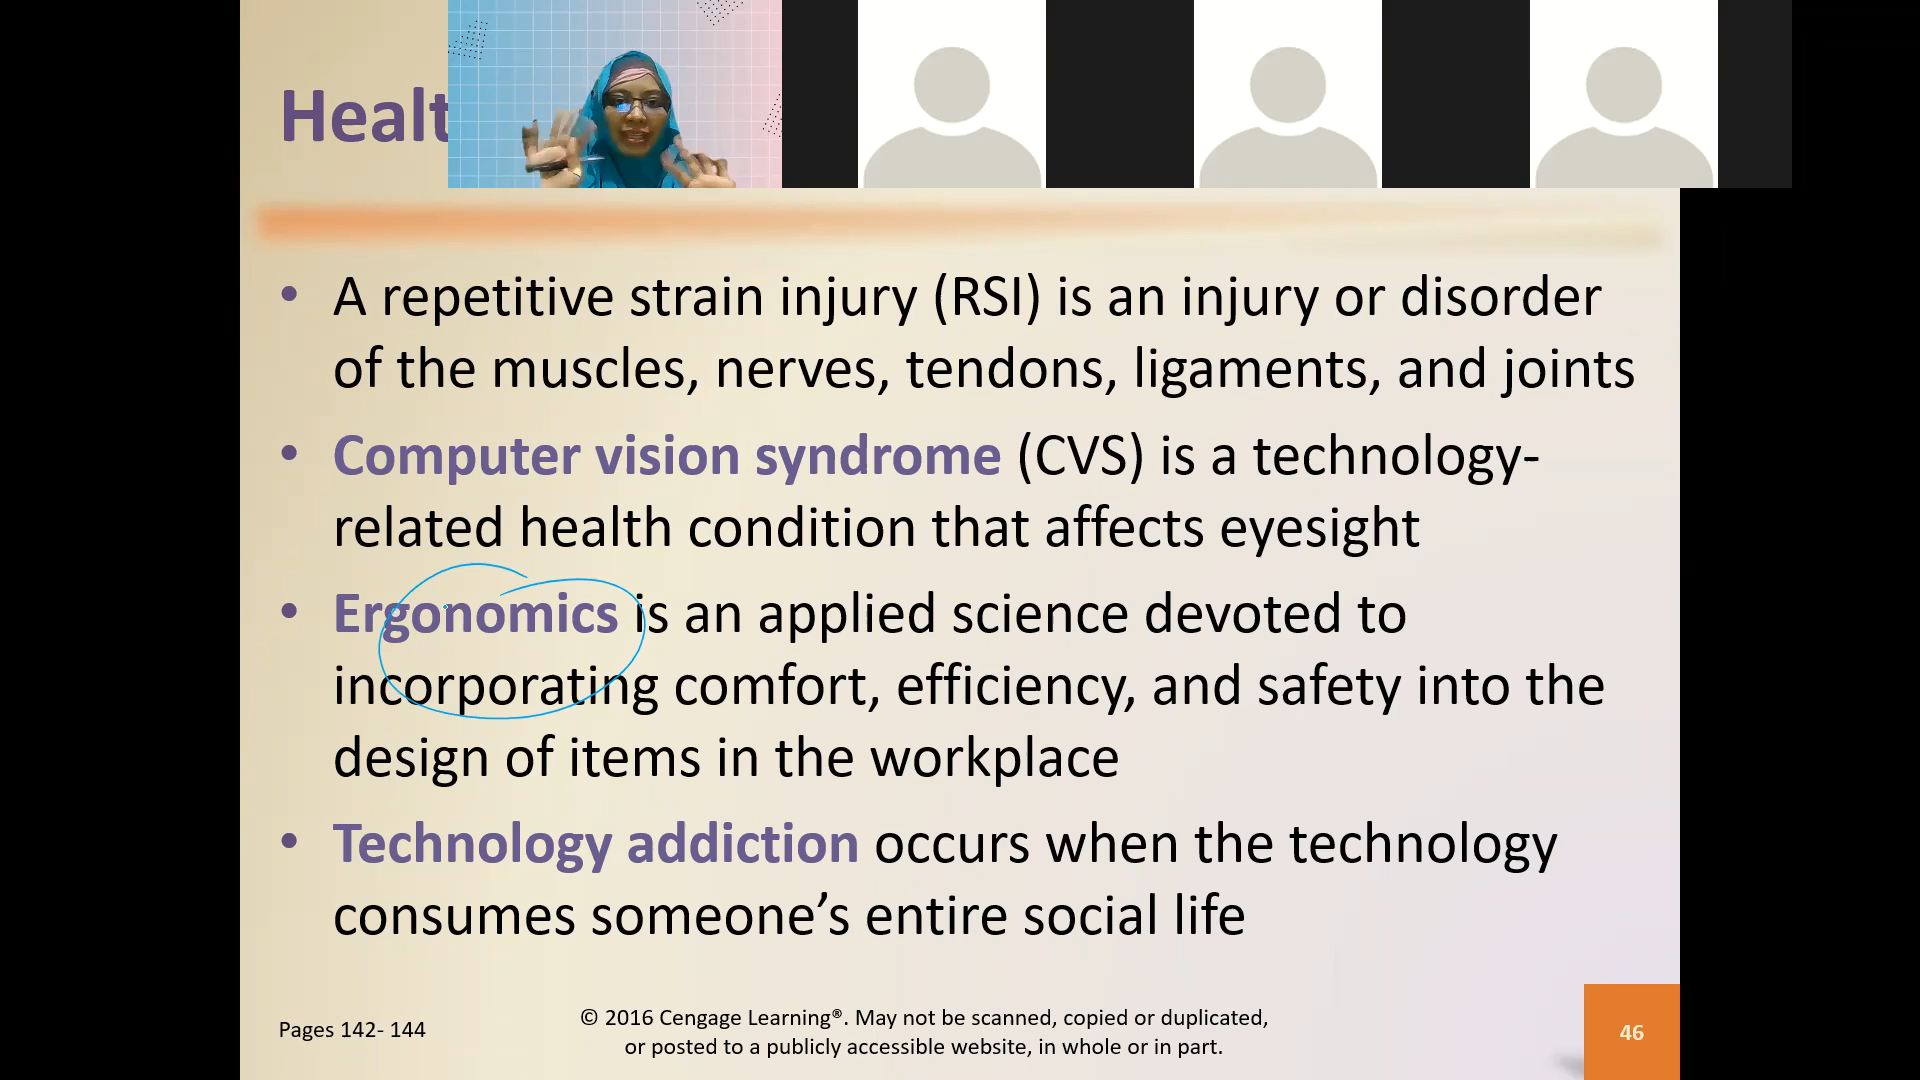 Healt
• A repetitive strain injury (RSI) is an injury or disorder
of the muscles, nerves, tendons, ligaments, and joints
• Computer vision syndrome (CVS) is a technology-
related health condition that affects eyesight
• Ergonomics is an applied science devoted to
incorporating comfort, efficiency, and safety into the
design of items in the workplace
• Technology addiction occurs when the technology
consumes someone’s entire social life
Pages 142- 144
© 2016 Cengage Learning®. May not be scanned, copied or duplicated,
or posted to a publicly accessible website, in whole or in part.
46